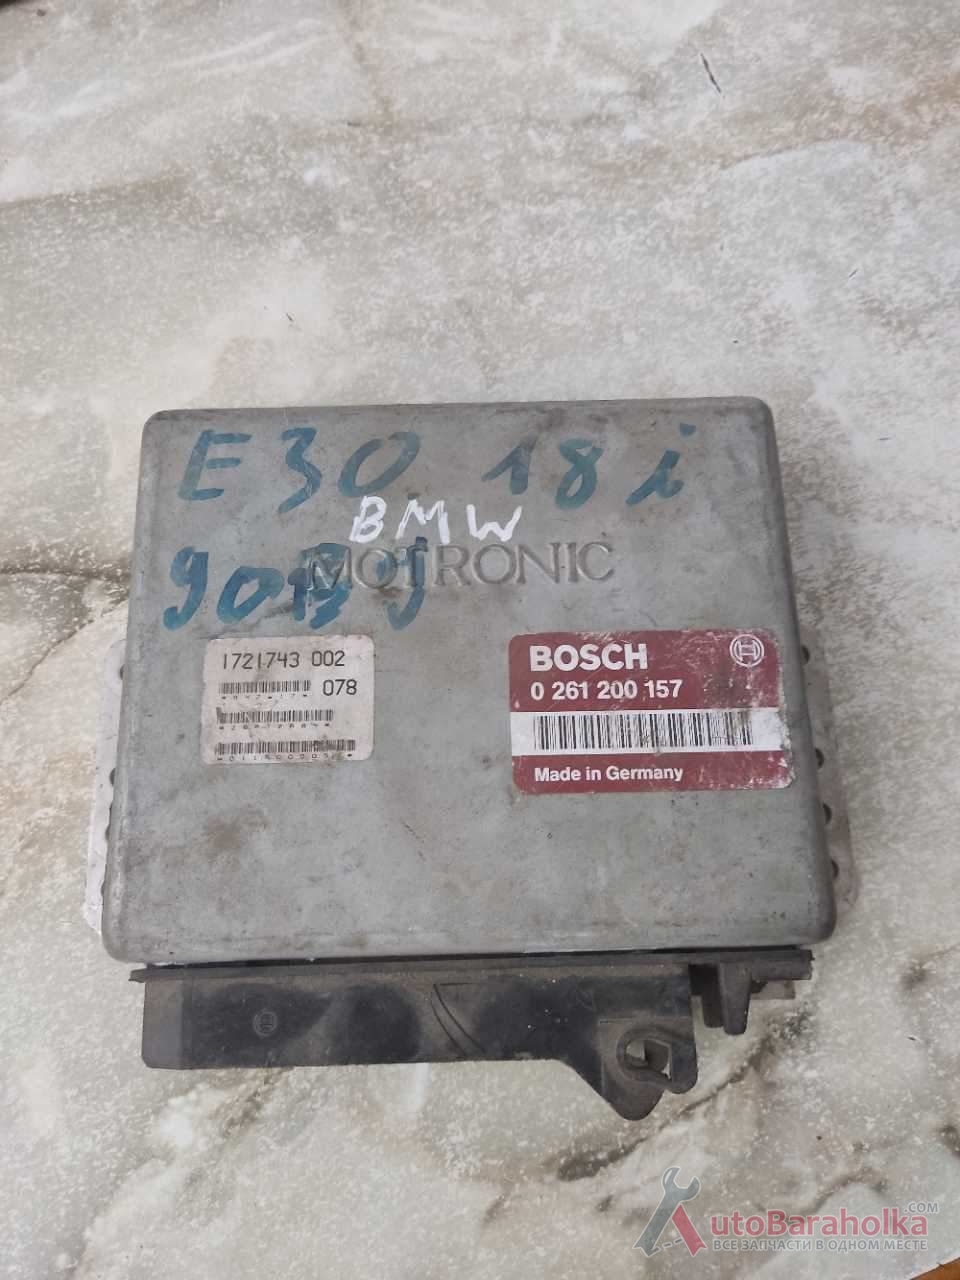 E30 18i
BMW
MOTRONIC
1721743 002
078
BOSCH
0 261 200 157
Made in Germany
AutoBaraholka.COM
ВСЕ ЗАПЧАСТИ В ОДНОМ МЕСТЕ